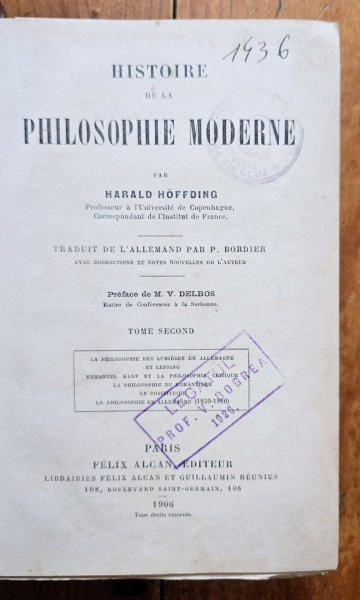 1936
HISTOIRE
DE LA
PHILOSOPHIE MODERNE
PAR
HARALD HÖFFDING
Professeur à l'Université de Copenhague,
Correspondant de l'Institut de France.
TRADUIT DE L'ALLEMAND PAR P. BORDIER
AVEC CORRECTIONS ET NOTES NOUVELLES DE L'AUTEUR
Préface de M. V. DELBOS
Maître de Conférences à la Sorbonne.
TOME SECOND
LA PHILOSOPHIE DES LUMIÈRES EN ALLEMAGNE
ET LESSING
EMMANUEL KANT ET LA PHILOSOPHIE CRITIQUE
LA PHILOSOPHIE DU ROMANTISME
LE POSITIVISME
LA PHILOSOPHIE EN ALLEMAGNE (1850-1880)
LEGATUL
PROF. V. BOGREA
1926.
PARIS
FÉLIX ALCAN, ÉDITEUR
LIBRAIRIES FÉLIX ALCAN ET GUILLAUMIN RÉUNIES
108, BOULEVARD SAINT-GERMAIN, 108
1906
Tous droits réservés.